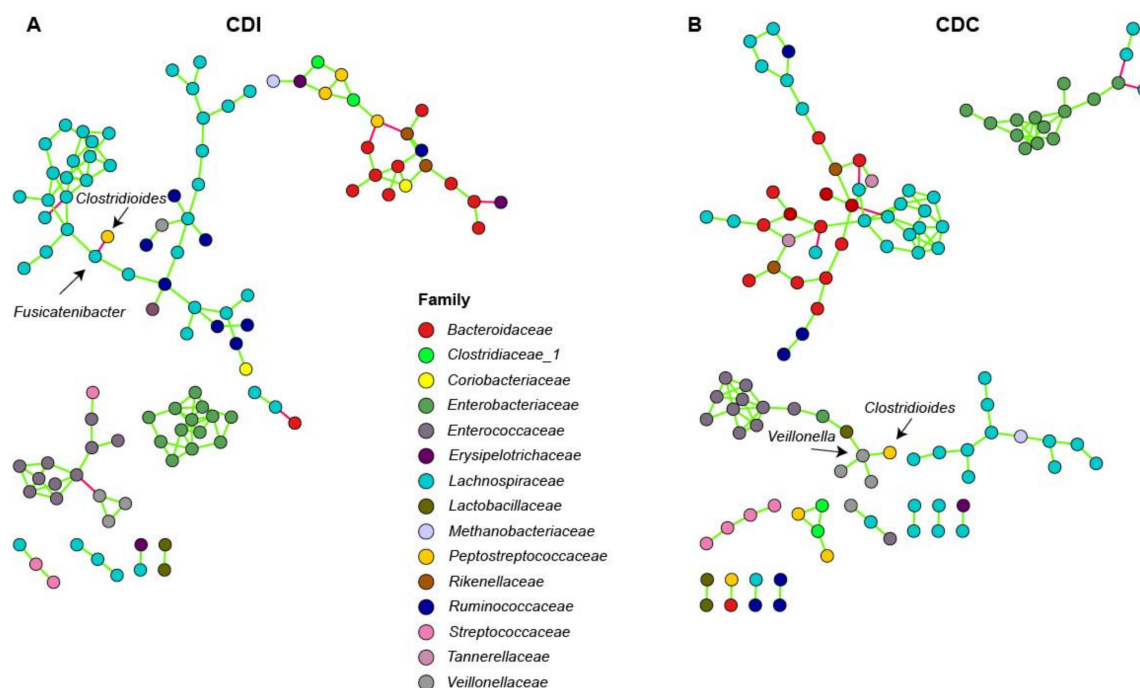 A
CDI
B
CDC
Clostridioides
Fusicatenibacter
Family
Bacteroidaceae
Clostridiaceae_1
Coriobacteriaceae
Enterobacteriaceae
Enterococcaceae
Erysipelotrichaceae
Lachnospiraceae
Lactobacillaceae
Methanobacteriaceae
Peptostreptococcaceae
Rikenellaceae
Ruminococcaceae
Streptococcaceae
Tannerellaceae
Veillonellaceae
Clostridioides
Veillonella